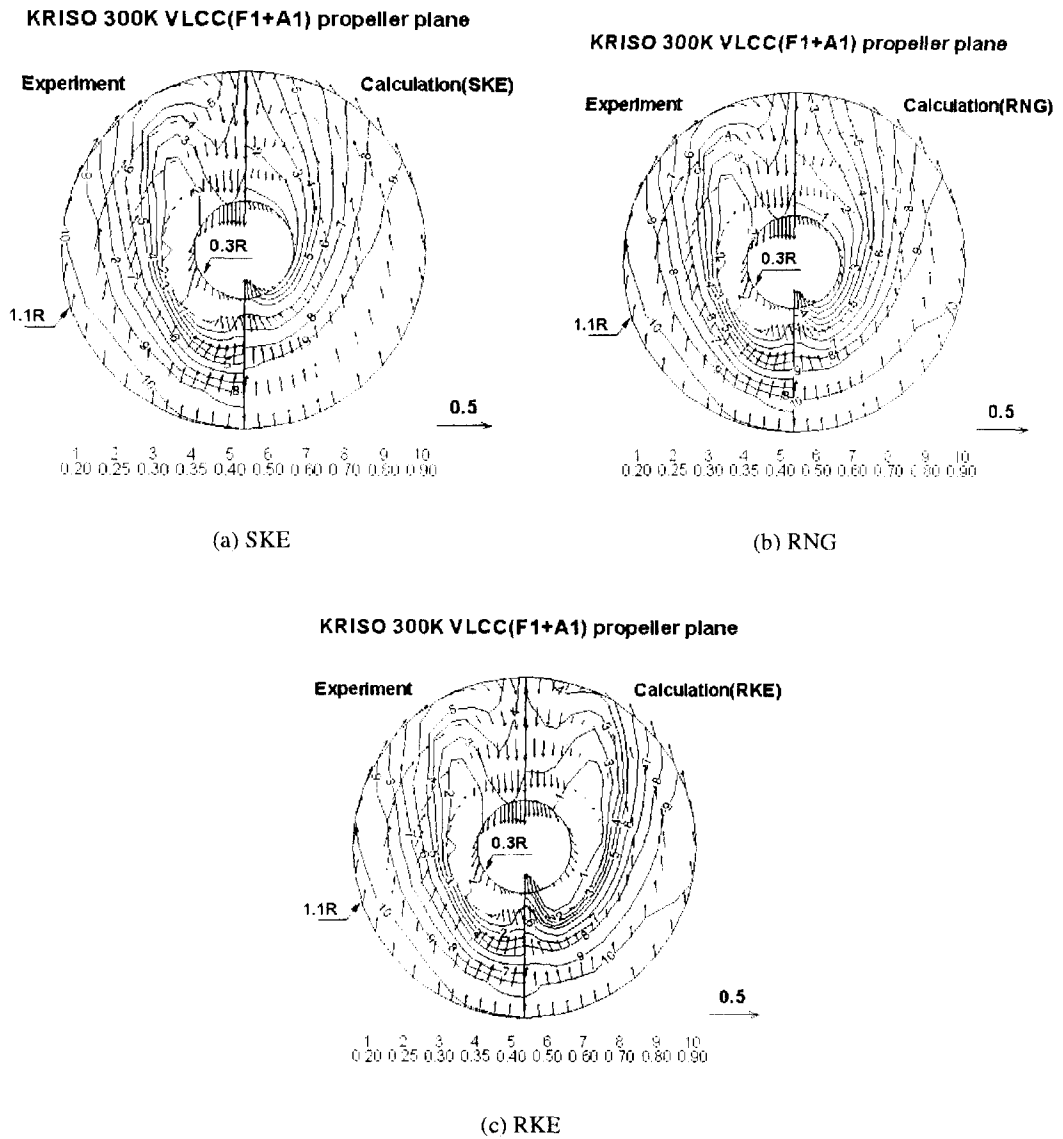 KRISO 300K VLCC(F1+A1) propeller plane
Experiment Calculation(SKE)
0.3R
1.1R
0.5
1 2 3 4 5 6 7 8 9 10
0.20 0.25 0.30 0.35 0.40 0.50 0.60 0.70 0.80 0.90
(a) SKE
KRISO 300K VLCC(F1+A1) propeller plane
Experiment Calculation(RNG)
0.3R
1.1R
0.5
1 2 3 4 5 6 7 8 9 10
0.20 0.25 0.30 0.35 0.40 0.50 0.60 0.70 0.80 0.90
(b) RNG
KRISO 300K VLCC(F1+A1) propeller plane
Experiment Calculation(RKE)
0.3R
1.1R
0.5
1 2 3 4 5 6 7 8 9 10
0.20 0.25 0.30 0.35 0.40 0.50 0.60 0.70 0.80 0.90
(c) RKE